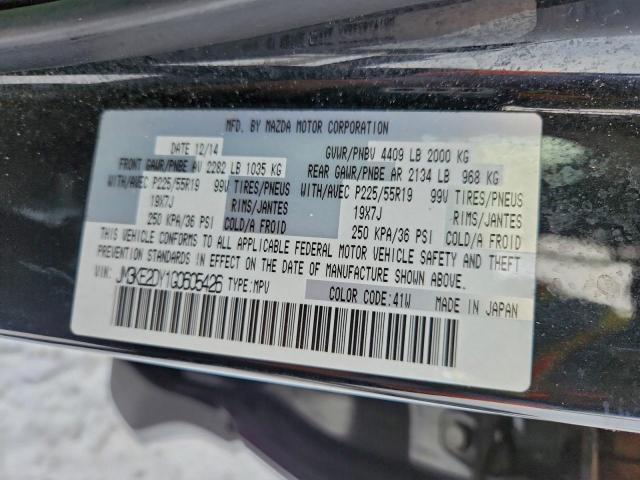 MFD. BY MAZDA MOTOR CORPORATION
DATE 12/14 GVWR/PNBV 4409 LB 2000 KG
FRONT GAWR/PNBE AV 2282 LB 1035 KG REAR GAWR/PNBE AR 2134 LB 968 KG
WITH/AVEC P225/55R19 99V TIRES/PNEUS WITH/AVEC P225/55R19 99V TIRES/PNEUS
19X7J RIMS/JANTES 19X7J RIMS/JANTES
250 KPA/36 PSI COLD/A FROID 250 KPA/36 PSI COLD/A FROID
THIS VEHICLE CONFORMS TO ALL APPLICABLE FEDERAL MOTOR VEHICLE SAFETY AND THEFT
PREVENTION STANDARDS IN EFFECT ON THE DATE OF MANUFACTURE SHOWN ABOVE.
VIN: JM3KE2DY1G0605426 TYPE:MPV COLOR CODE:41W MADE IN JAPAN